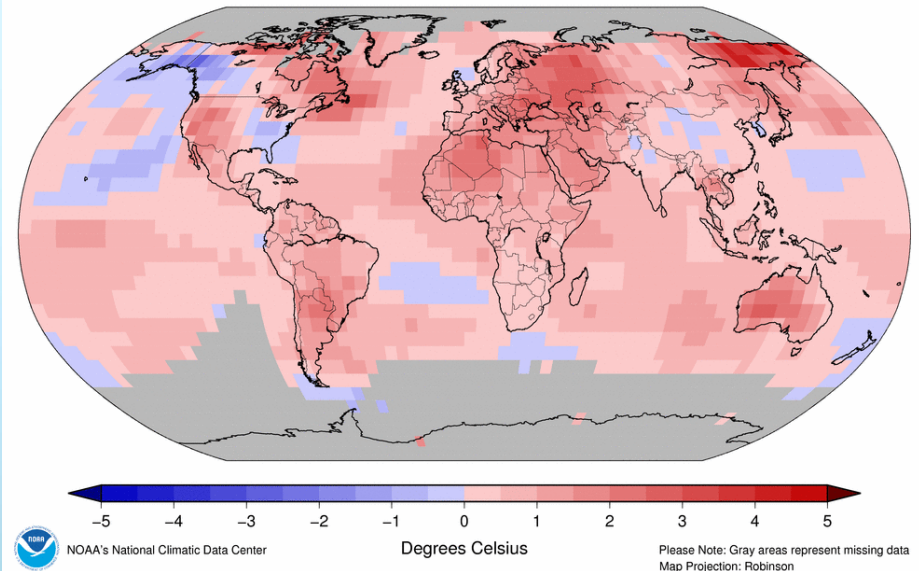 −5 −4 −3 −2 −1 0 1 2 3 4 5
NOAA
NOAA's National Climatic Data Center
Degrees Celsius
Please Note: Gray areas represent missing data
Map Projection: Robinson